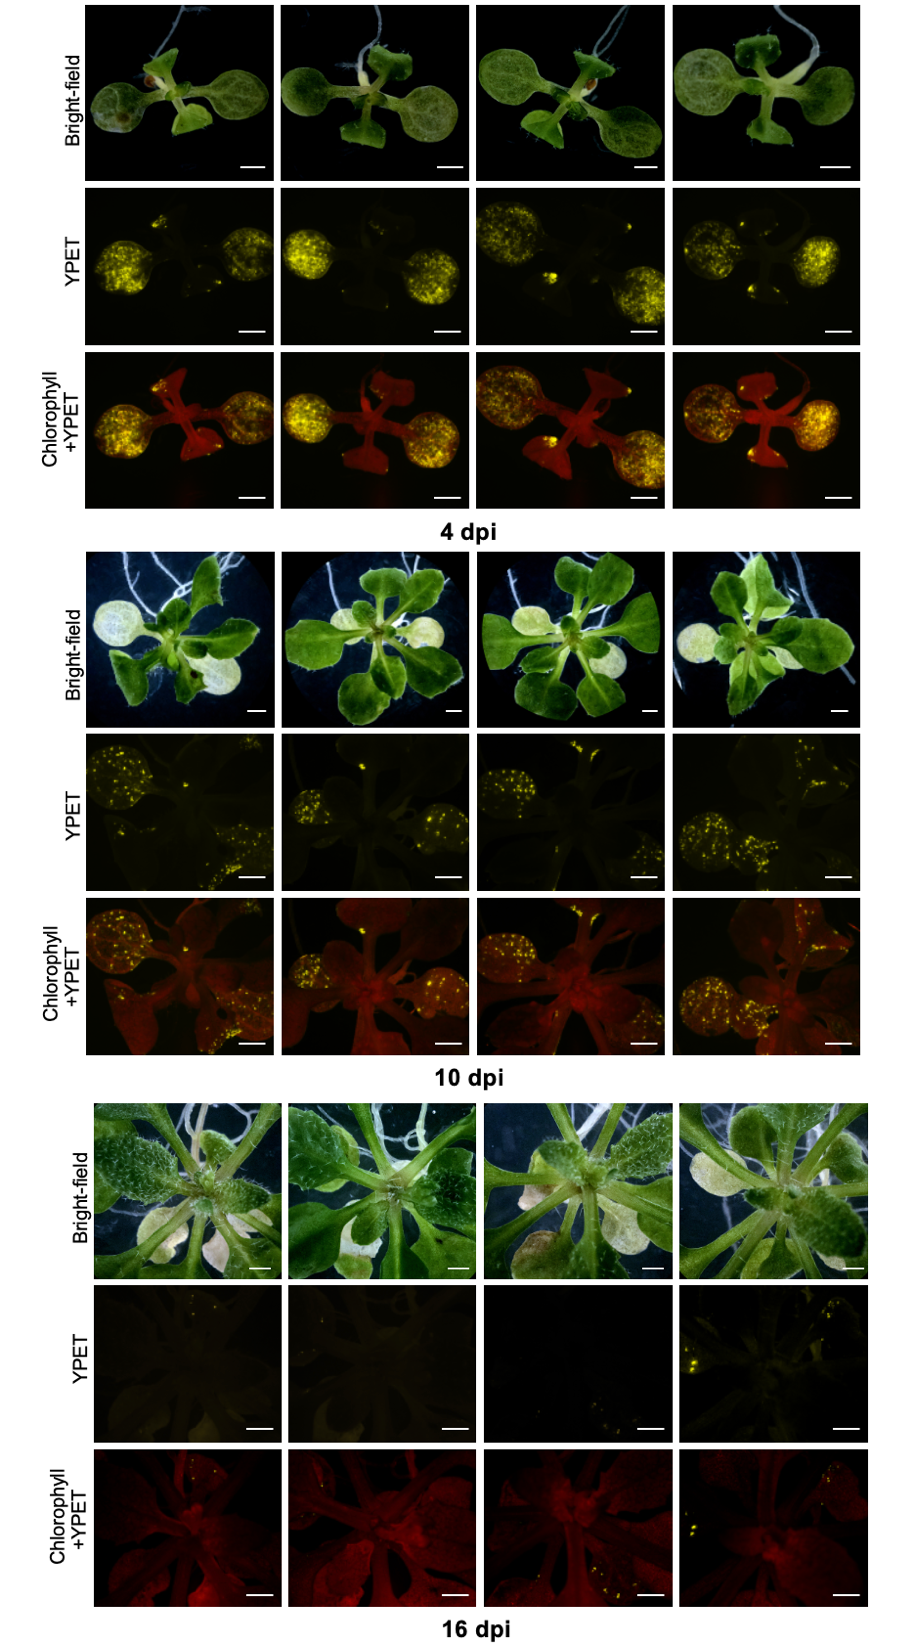 Bright-field
YPET
Chlorophyll
+YPET
4 dpi
Bright-field
YPET
Chlorophyll
+YPET
10 dpi
Bright-field
YPET
Chlorophyll
+YPET
16 dpi